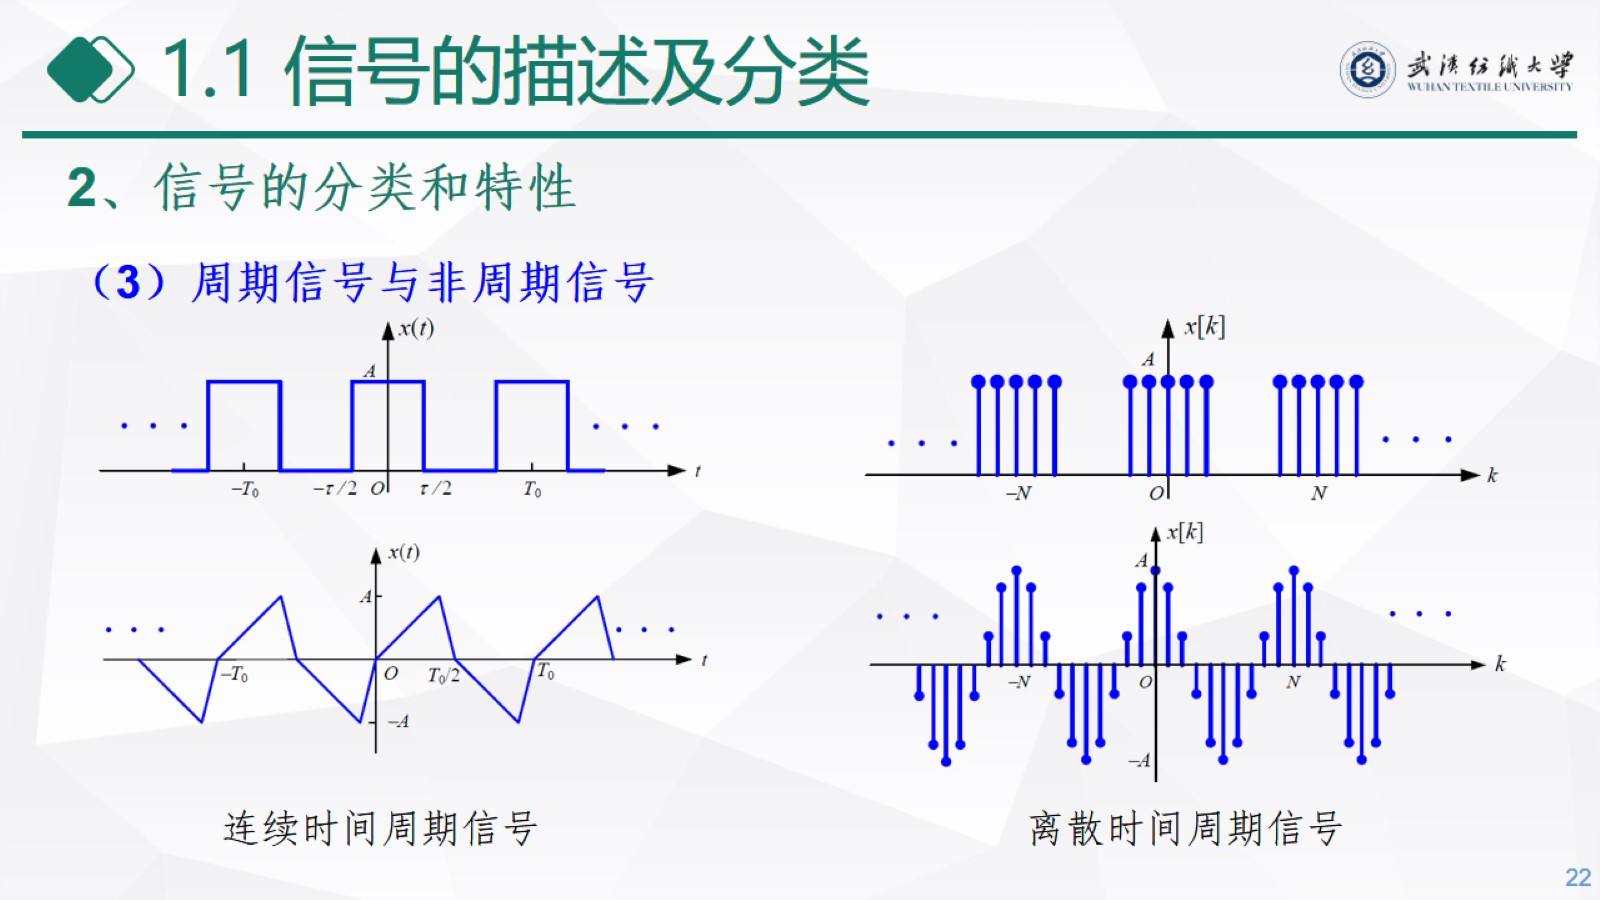 1.1 信号的描述及分类
武汉纺织大学
WUHAN TEXTILE UNIVERSITY
2、信号的分类和特性
（3）周期信号与非周期信号
x(t)
A
-T₀ -τ/2 O τ/2 T₀ t
x[k]
A
-N O N k
x(t)
A
-T₀ O T₀/2 T₀ t
-A
x[k]
A
-N O N k
-A
连续时间周期信号
离散时间周期信号
22